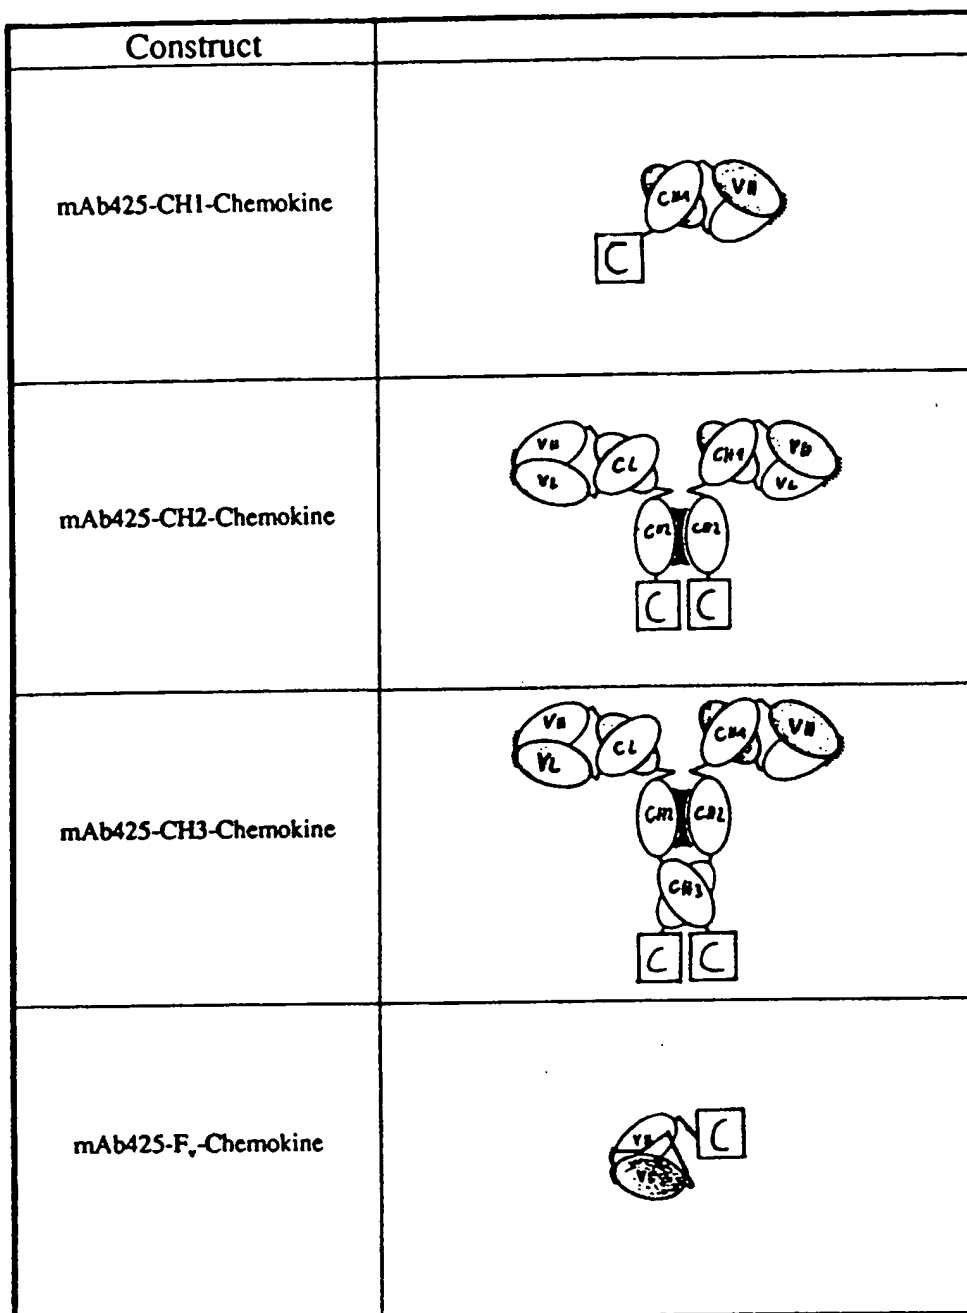 Construct
mAb425-CH1-Chemokine
CH1
VH
C
mAb425-CH2-Chemokine
VH
VL
CL
CH1
VH
VL
CH2
CH2
C
C
mAb425-CH3-Chemokine
VH
VL
CL
CH1
VH
CH2
CH2
CH3
C
C
mAb425-Fv-Chemokine
VH
VL
C